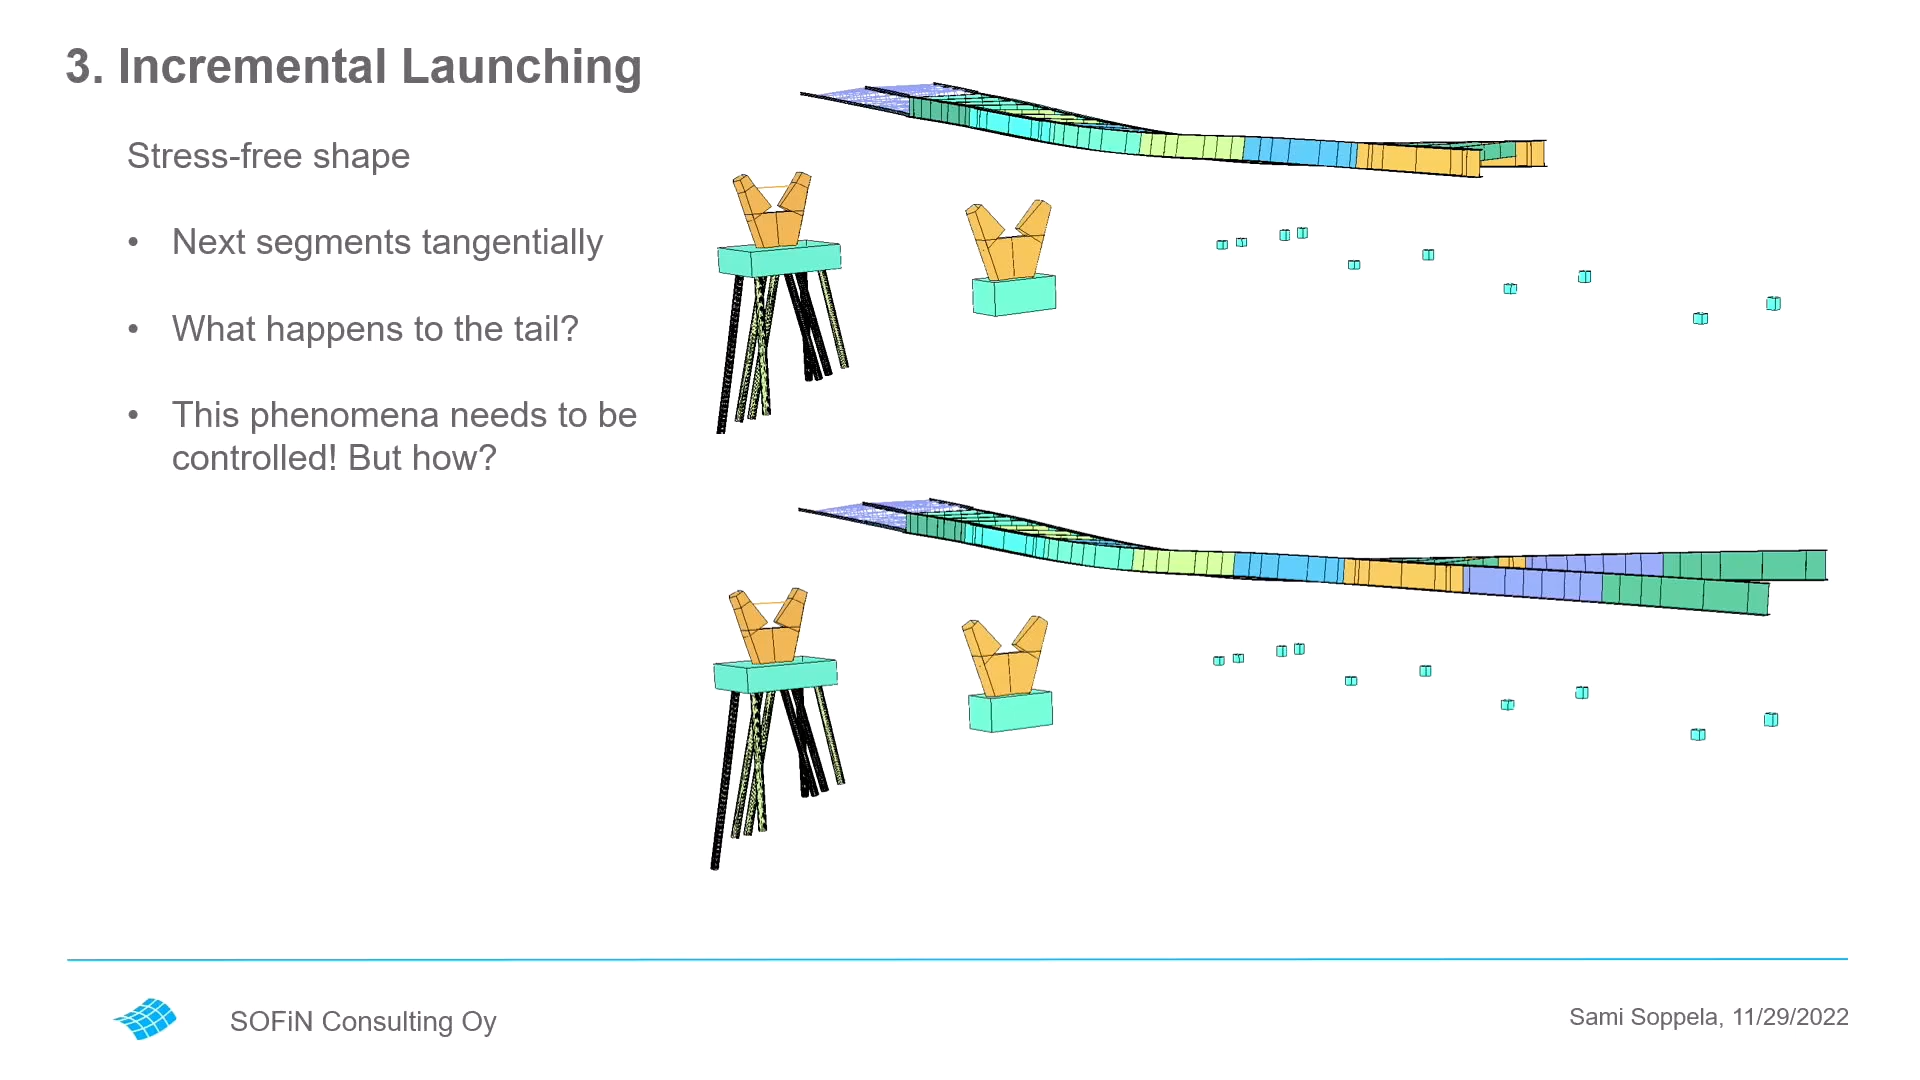 3. Incremental Launching
Stress-free shape
• Next segments tangentially
• What happens to the tail?
• This phenomena needs to be
controlled! But how?
SOFiN Consulting Oy
Sami Soppela, 11/29/2022